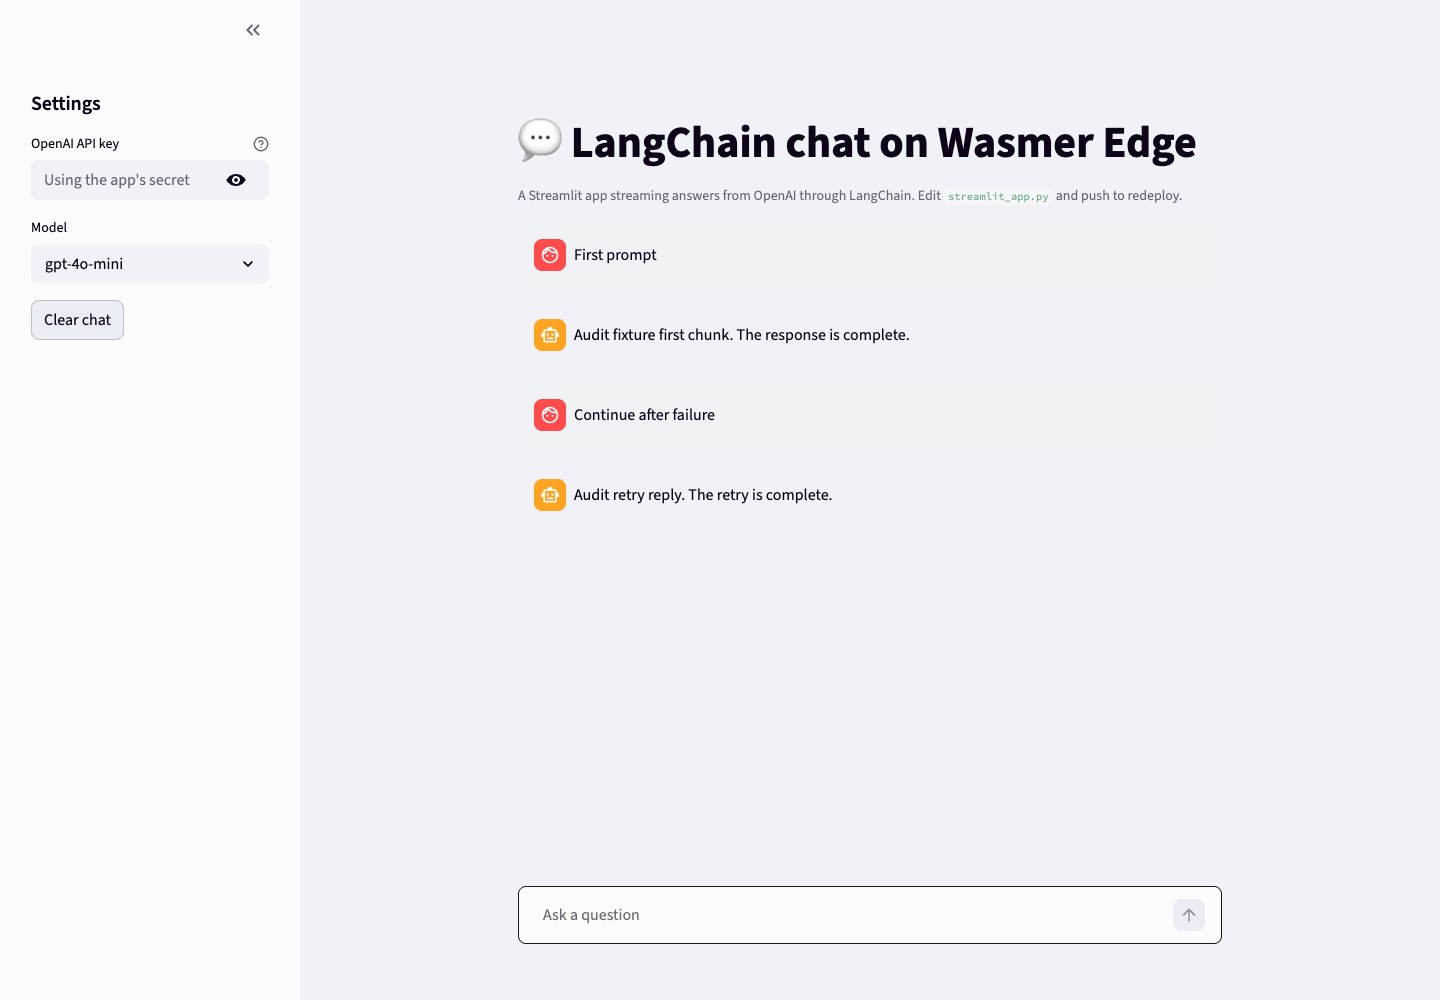 Settings
OpenAI API key
Using the app's secret
Model
gpt-4o-mini
Clear chat
LangChain chat on Wasmer Edge
A Streamlit app streaming answers from OpenAI through LangChain. Edit streamlit_app.py and push to redeploy.
First prompt
Audit fixture first chunk. The response is complete.
Continue after failure
Audit retry reply. The retry is complete.
Ask a question